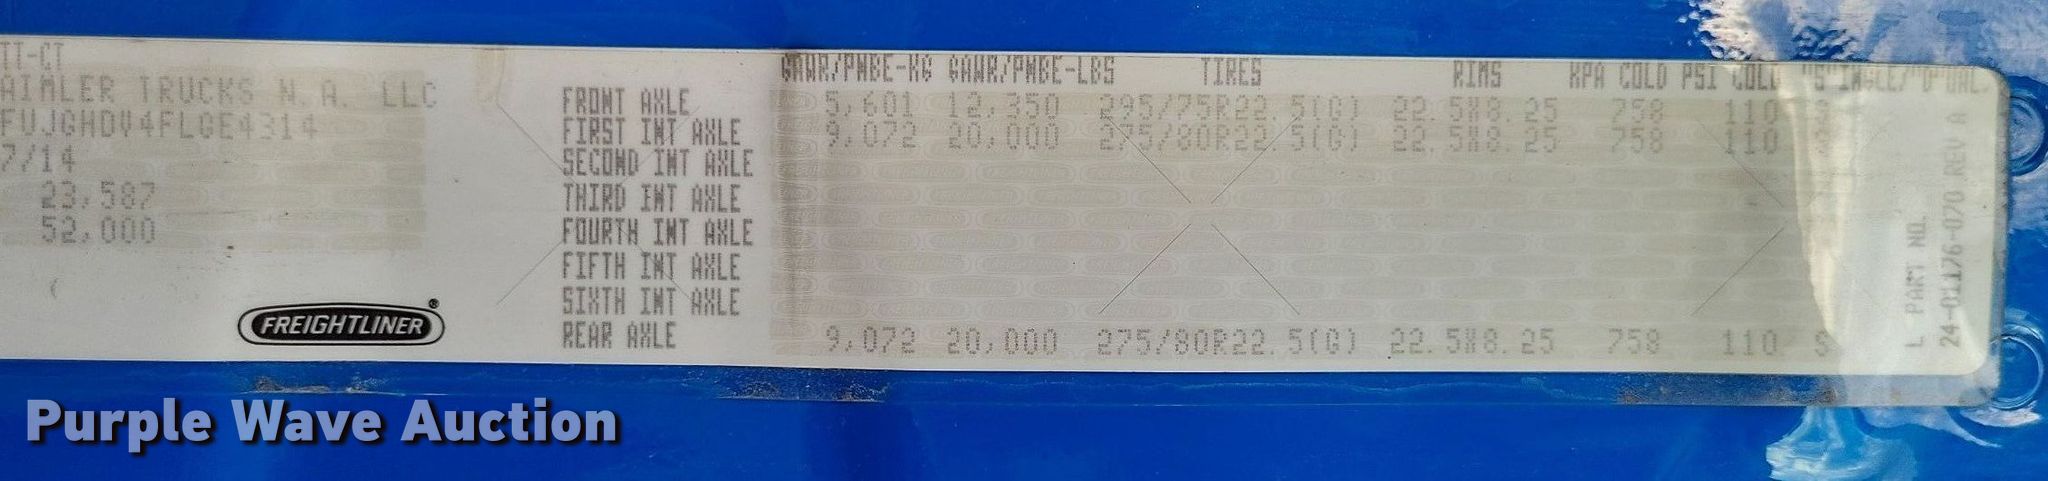 TI-CT
AIMLER TRUCKS N.A. LLC
FUJGHDV4FLGE4314
7/14
23,587
52,000
FREIGHTLINER®
GAWR/PNBE-KG GAWR/PNBE-LBS TIRES RIMS KPA COLD PSI COLD "S"INGLE/"D"UAL
FRONT AXLE 5,601 12,350 295/75R22.5(G) 22.5X8.25 758 110
FIRST INT AXLE 9,072 20,000 275/80R22.5(G) 22.5X8.25 758 110
SECOND INT AXLE
THIRD INT AXLE
FOURTH INT AXLE
FIFTH INT AXLE
SIXTH INT AXLE
REAR AXLE 9,072 20,000 275/80R22.5(G) 22.5X8.25 758 110 S
L PART NO.
24-01176-070 REV A
Purple Wave Auction